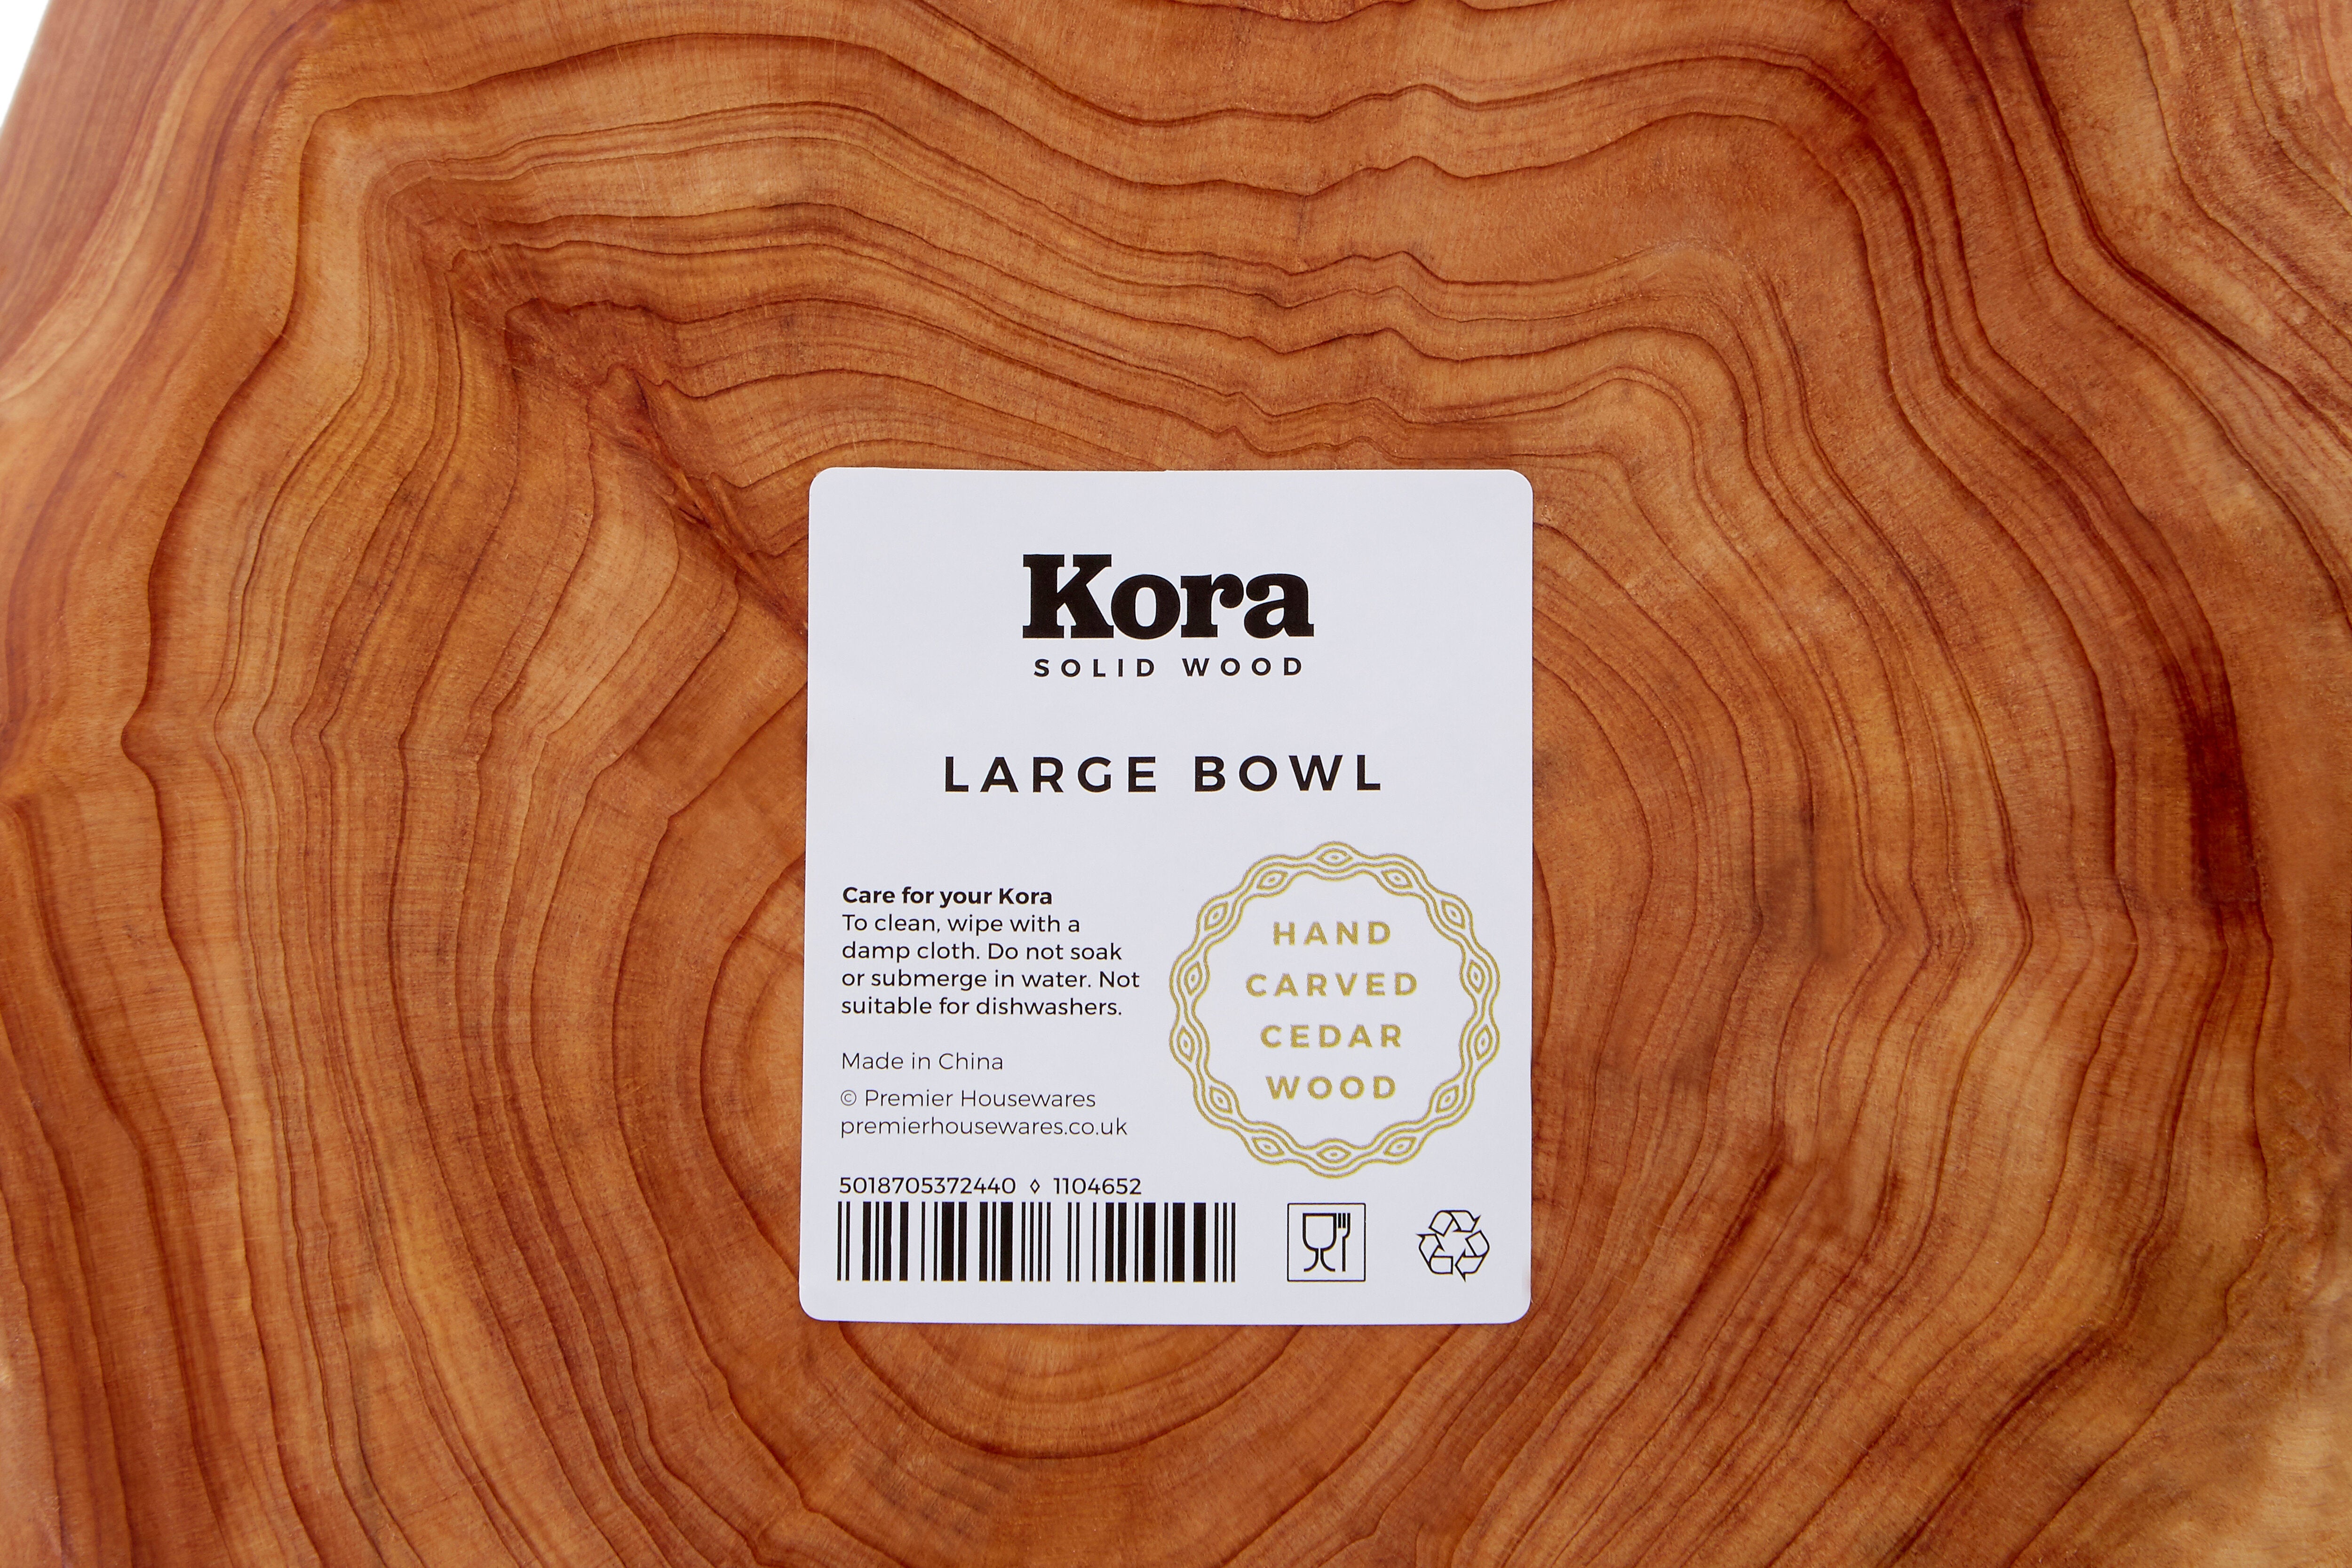 Kora
SOLID WOOD
LARGE BOWL
Care for your Kora
To clean, wipe with a
damp cloth. Do not soak
or submerge in water. Not
suitable for dishwashers.
Made in China
© Premier Housewares
premierhousewares.co.uk
HAND
CARVED
CEDAR
WOOD
5018705372440 ◊ 1104652